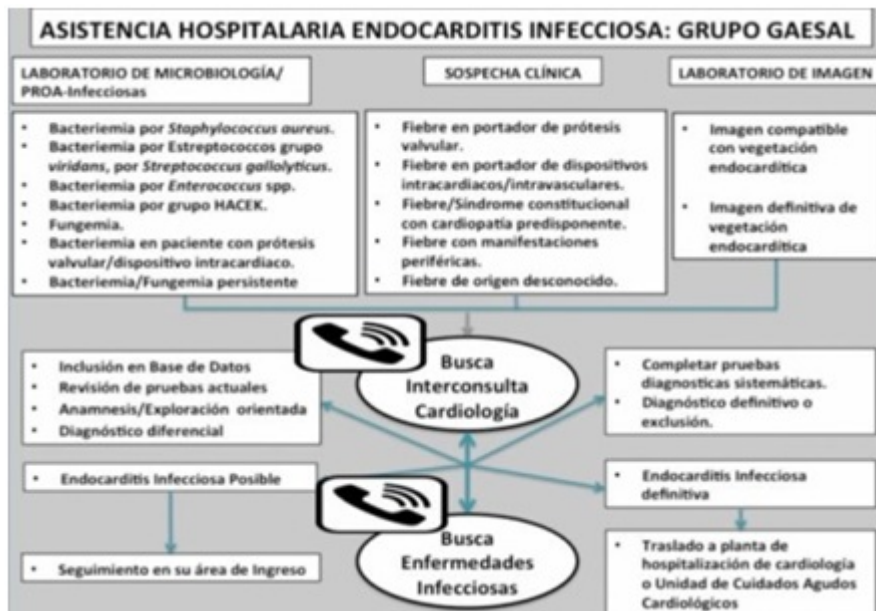 ASISTENCIA HOSPITALARIA ENDOCARDITIS INFECCIOSA: GRUPO GAESAL
LABORATORIO DE MICROBIOLOGÍA/
PROA-Infecciosas
• Bacteriemia por Staphylococcus aureus.
• Bacteriemia por Estreptococos grupo
viridans, por Streptococcus gallolyticus.
• Bacteriemia por Enterococcus spp.
• Bacteriemia por grupo HACEK.
• Fungemia.
• Bacteriemia en paciente con prótesis
valvular/dispositivo intracardiaco.
• Bacteriemia/Fungemia persistente
SOSPECHA CLÍNICA
• Fiebre en portador de prótesis
valvular.
• Fiebre en portador de dispositivos
intracardiacos/intravasculares.
• Fiebre/Síndrome constitucional
con cardiopatía predisponente.
• Fiebre con manifestaciones
periféricas.
• Fiebre de origen desconocido.
LABORATORIO DE IMAGEN
• Imagen compatible
con vegetación
endocardítica
• Imagen definitiva de
vegetación
endocardítica
Busca
Interconsulta
Cardiología
• Inclusión en Base de Datos
• Revisión de pruebas actuales
• Anamnesis/Exploración orientada
• Diagnóstico diferencial
• Completar pruebas
diagnosticas sistemáticas.
• Diagnóstico definitivo o
exclusión.
• Endocarditis Infecciosa Posible
• Endocarditis Infecciosa
definitiva
Busca
Enfermedades
Infecciosas
• Seguimiento en su área de Ingreso
• Traslado a planta de
hospitalización de cardiología
o Unidad de Cuidados Agudos
Cardiológicos